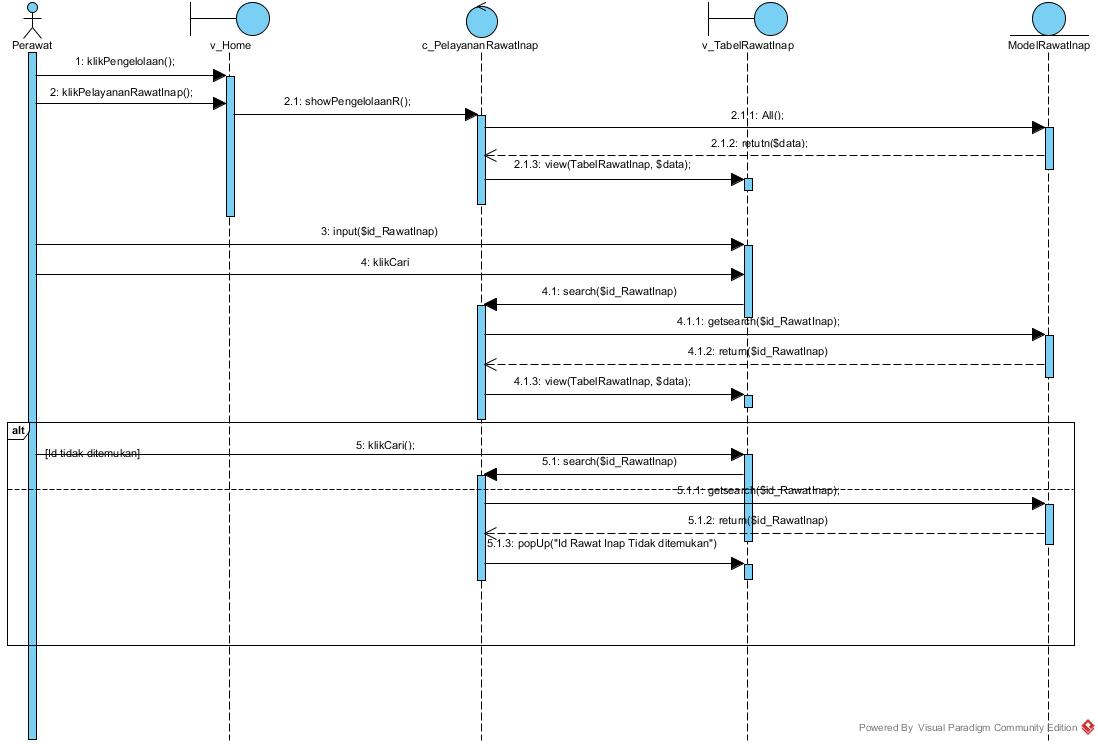 Perawat
v_Home
c_PelayananRawatInap
v_TabelRawatInap
ModelRawatInap
1: klikPengelolaan();
2: klikPelayananRawatInap();
2.1: showPengelolaanR();
2.1.1: All();
2.1.2: retutn($data);
2.1.3: view(TabelRawatInap, $data);
3: input($id_RawatInap)
4: klikCari
4.1: search($id_RawatInap)
4.1.1: getsearch($id_RawatInap);
4.1.2: return($id_RawatInap)
4.1.3: view(TabelRawatInap, $data);
alt
[Id tidak ditemukan]
5: klikCari();
5.1: search($id_RawatInap)
5.1.1: getsearch($id_RawatInap);
5.1.2: return($id_RawatInap)
5.1.3: popUp("Id Rawat Inap Tidak ditemukan")
Powered By Visual Paradigm Community Edition